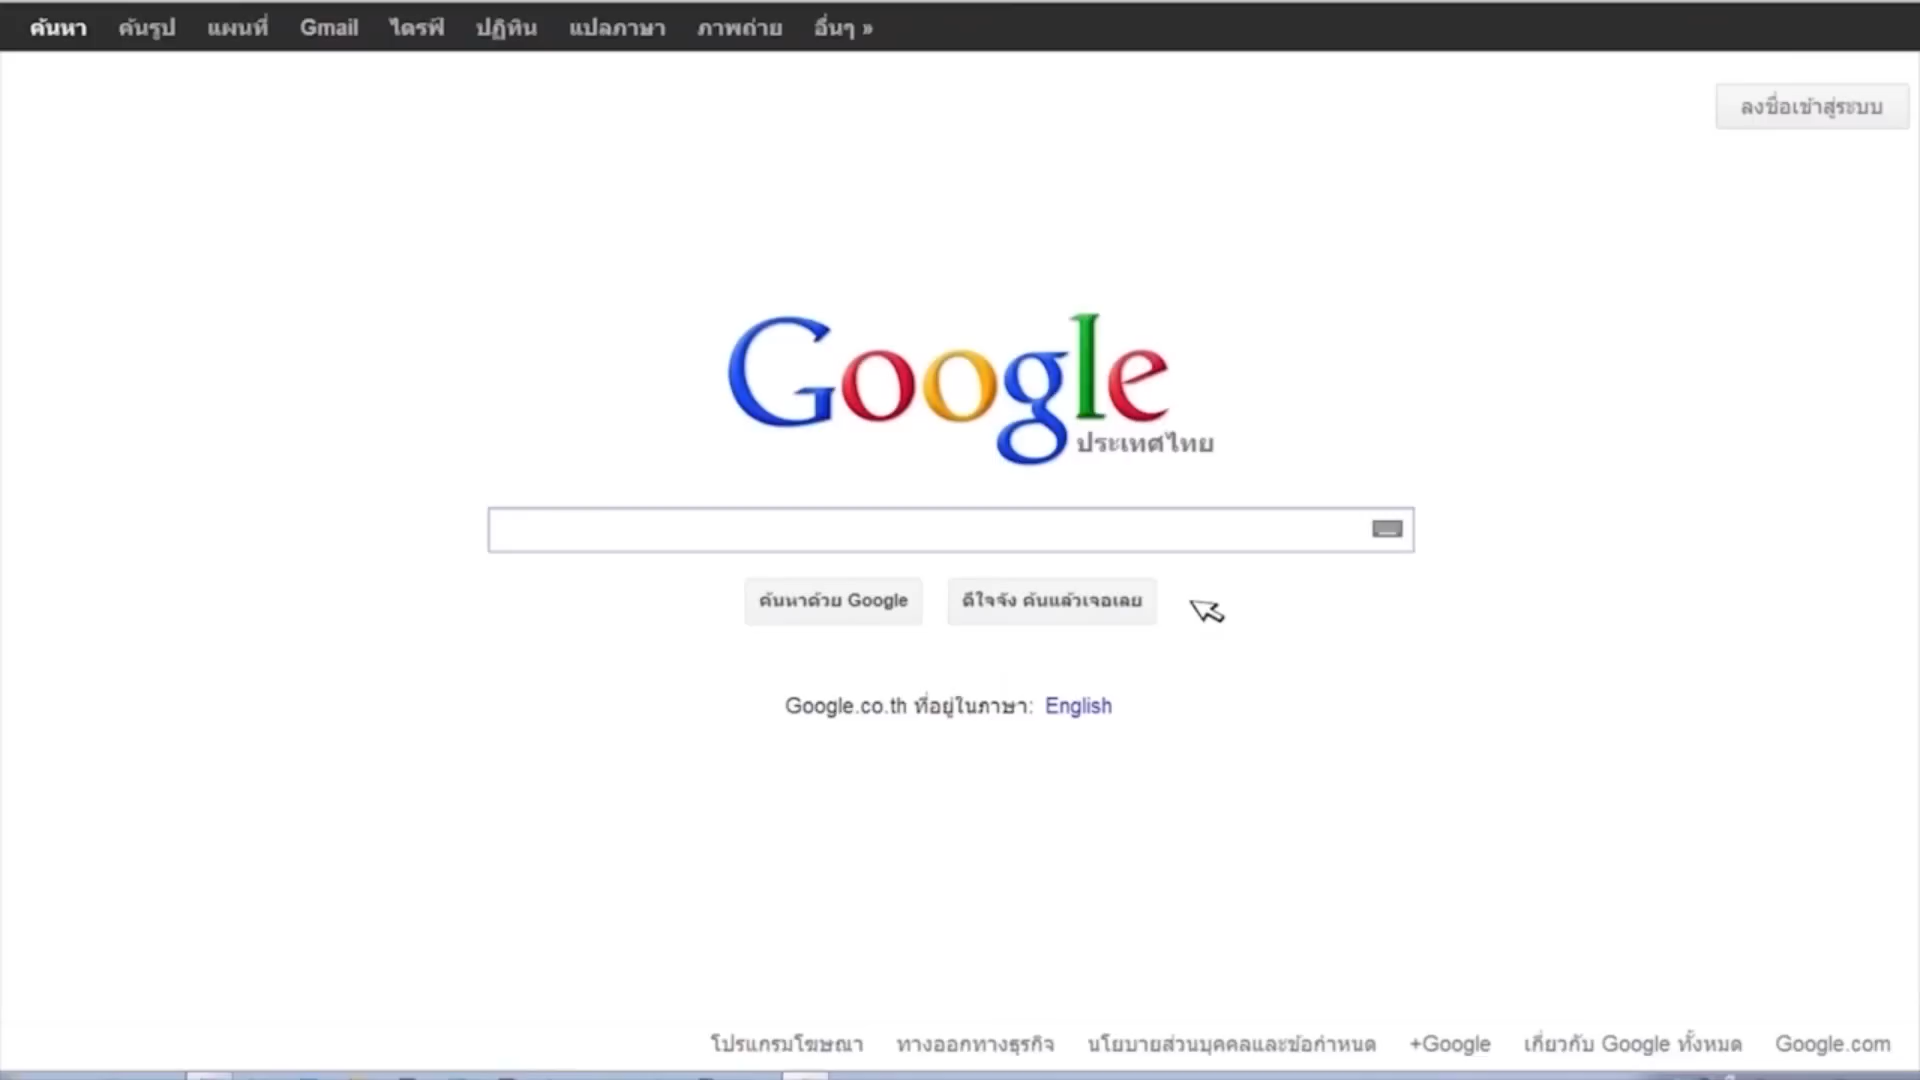 ค้นหา ค้นรูป แผนที่ Gmail ไดรฟ์ ปฏิทิน แปลภาษา ภาพถ่าย อื่นๆ »
ลงชื่อเข้าสู่ระบบ
Google
ประเทศไทย
ค้นหาด้วย Google ดีใจจัง ค้นแล้วเจอเลย
Google.co.th ที่อยู่ในภาษา: English
โปรแกรมโฆษณา ทางออกทางธุรกิจ นโยบายส่วนบุคคลและข้อกำหนด +Google เกี่ยวกับ Google ทั้งหมด Google.com